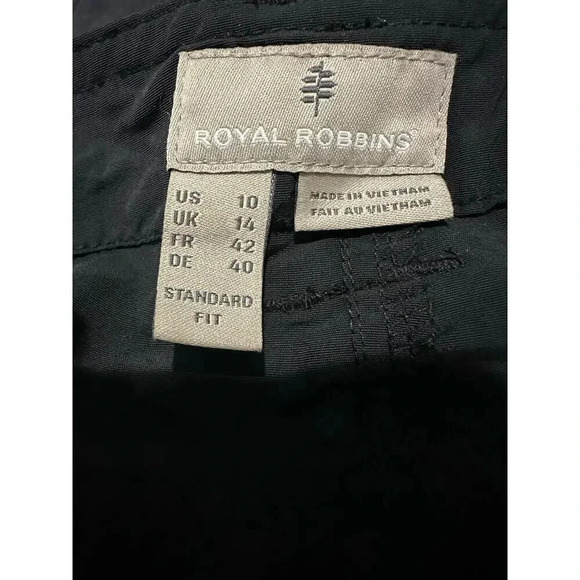 ROYAL ROBBINS
US 10
UK 14
FR 42
DE 40
STANDARD
FIT
MADE IN VIETNAM
FAIT AU VIETNAM